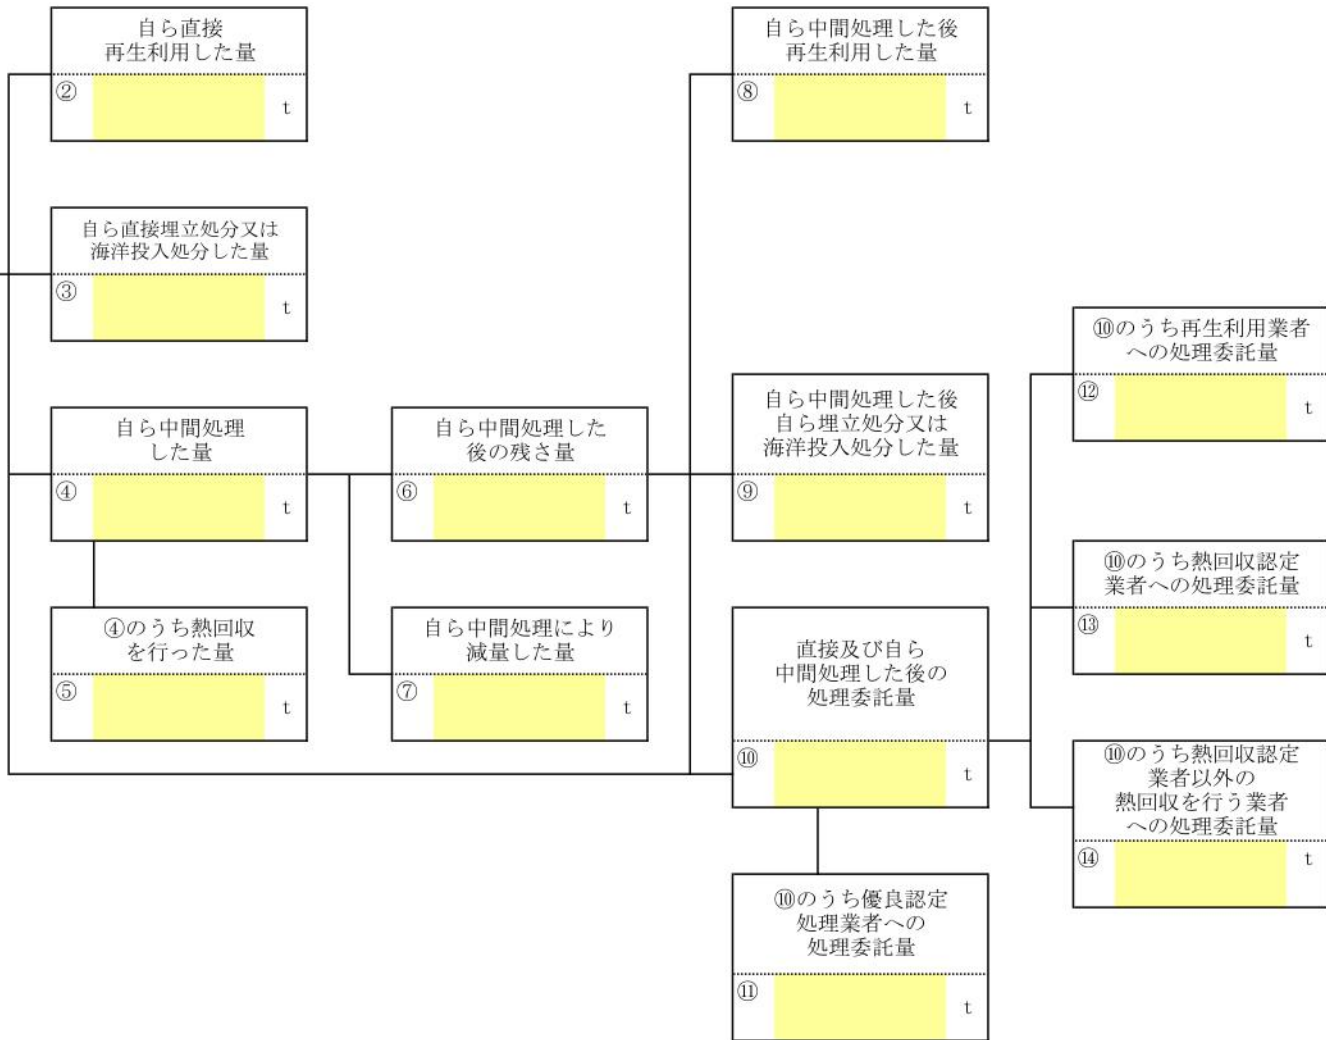 自ら直接
再生利用した量
②
t
自ら直接埋立処分又は
海洋投入処分した量
③
t
自ら中間処理
した量
④
t
④のうち熱回収
を行った量
⑤
t
自ら中間処理した
後の残さ量
⑥
t
自ら中間処理により
減量した量
⑦
t
自ら中間処理した後
再生利用した量
⑧
t
自ら中間処理した後
自ら埋立処分又は
海洋投入処分した量
⑨
t
直接及び自ら
中間処理した後の
処理委託量
⑩
t
⑩のうち優良認定
処理業者への
処理委託量
⑪
t
⑩のうち再生利用業者
への処理委託量
⑫
t
⑩のうち熱回収認定
業者への処理委託量
⑬
t
⑩のうち熱回収認定
業者以外の
熱回収を行う業者
への処理委託量
⑭
t